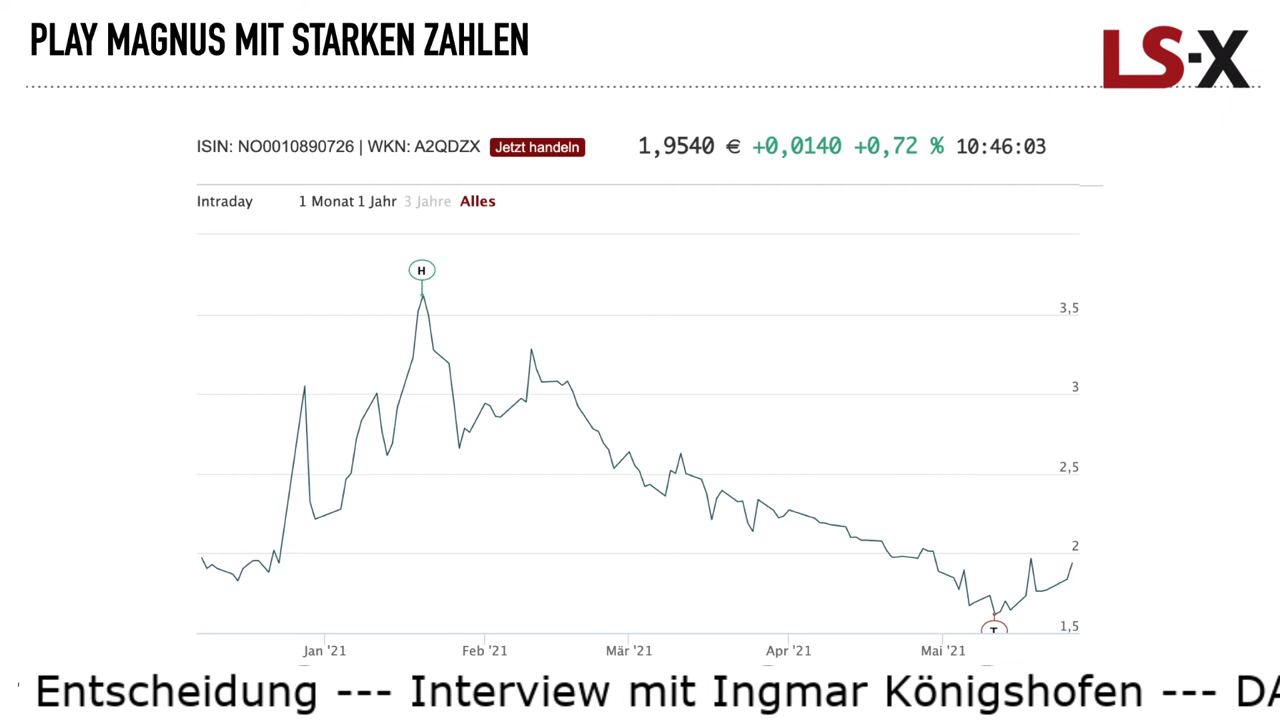 PLAY MAGNUS MIT STARKEN ZAHLEN
LS-X
ISIN: NO0010890726 | WKN: A2QDZX Jetzt handeln 1,9540 € +0,0140 +0,72 % 10:46:03
Intraday 1 Monat 1 Jahr 3 Jahre Alles
H
3,5
3
2,5
2
T
1,5
Jan '21 Feb '21 Mär '21 Apr '21 Mai '21
Entscheidung --- Interview mit Ingmar Königshofen ---